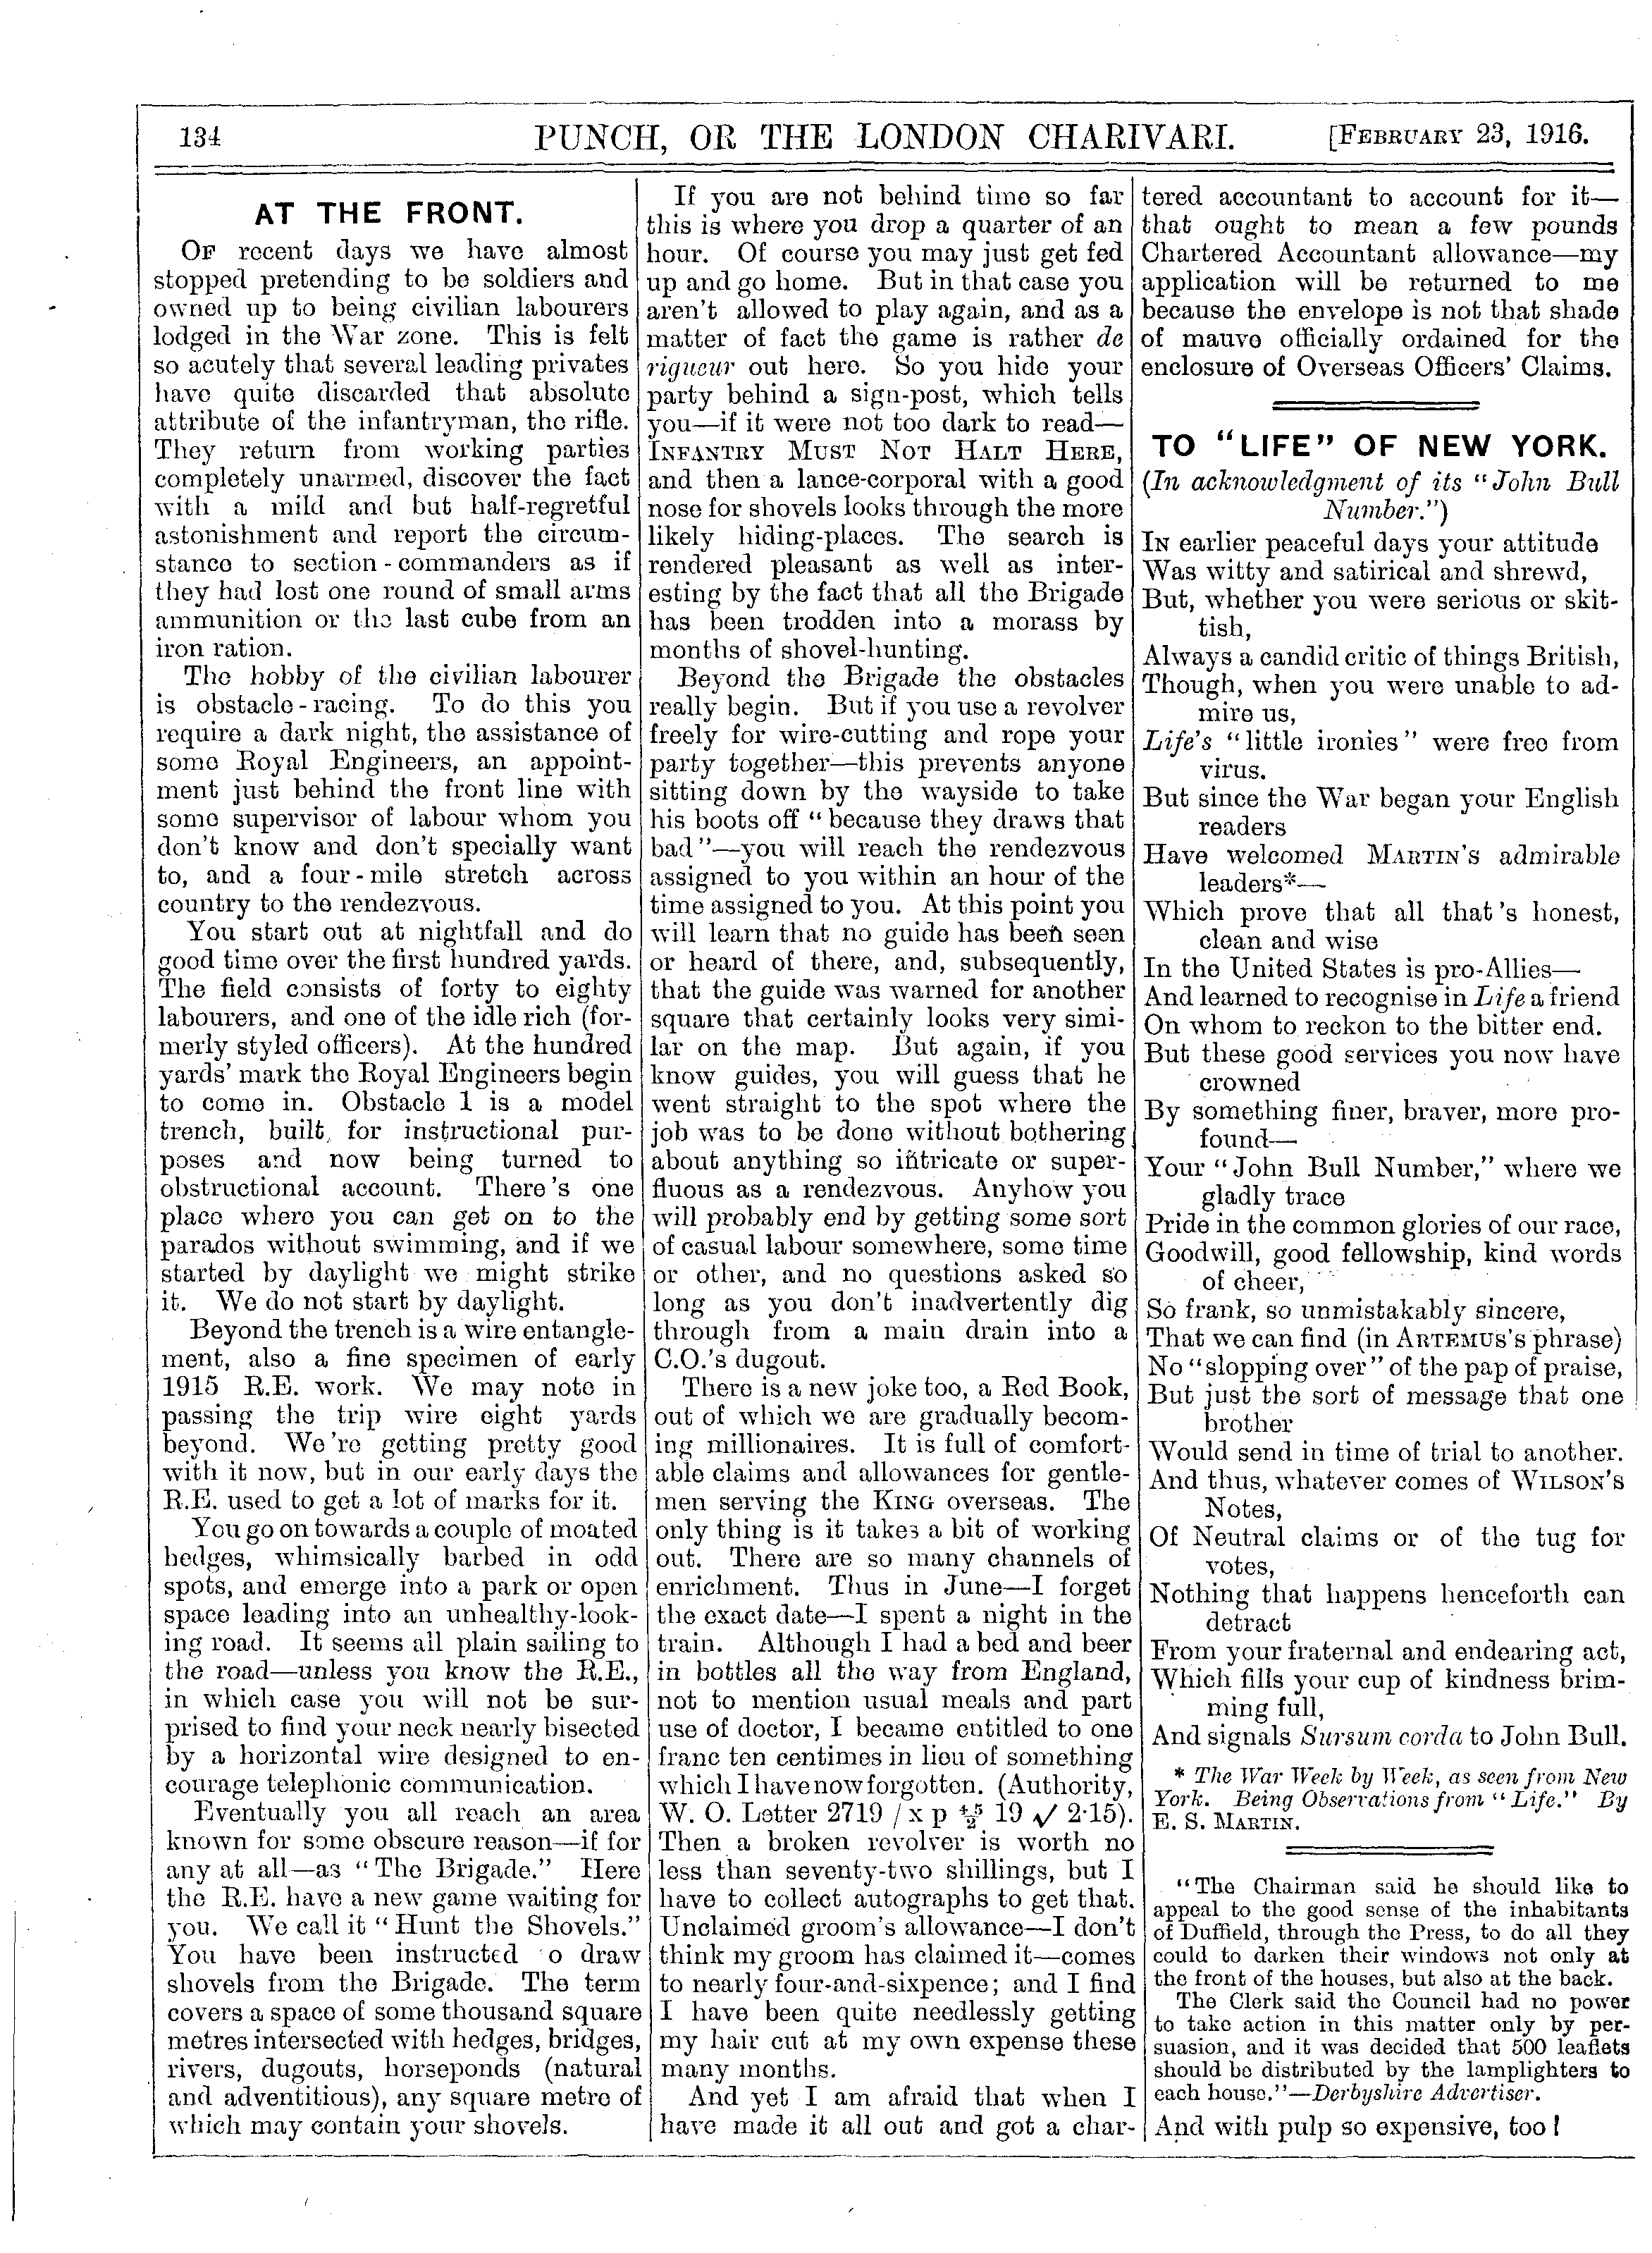 134 PUNCH, OR THE LONDON CHARIVARI. [FEBRUARY 23, 1916.
AT THE FRONT.
OF recent days we have almost
stopped pretending to be soldiers and
owned up to being civilian labourers
lodged in the War zone. This is felt
so acutely that several leading privates
have quite discarded that absolute
attribute of the infantryman, the rifle.
They return from working parties
completely unarmed, discover the fact
with a mild and but half-regretful
astonishment and report the circum-
stance to section-commanders as if
they had lost one round of small arms
ammunition or the last cube from an
iron ration.
The hobby of the civilian labourer
is obstacle-racing. To do this you
require a dark night, the assistance of
some Royal Engineers, an appoint-
ment just behind the front line with
some supervisor of labour whom you
don't know and don't specially want
to, and a four-mile stretch across
country to the rendezvous.
You start out at nightfall and do
good time over the first hundred yards.
The field consists of forty to eighty
labourers, and one of the idle rich (for-
merly styled officers). At the hundred
yards' mark the Royal Engineers begin
to come in. Obstacle 1 is a model
trench, built for instructional pur-
poses and now being turned to
obstructional account. There's one
place where you can get on to the
parados without swimming, and if we
started by daylight we might strike
it. We do not start by daylight.
Beyond the trench is a wire entangle-
ment, also a fine specimen of early
1915 R.E. work. We may note in
passing the trip wire eight yards
beyond. We're getting pretty good
with it now, but in our early days the
R.E. used to get a lot of marks for it.
You go on towards a couple of moated
hedges, whimsically barbed in odd
spots, and emerge into a park or open
space leading into an unhealthy-look-
ing road. It seems all plain sailing to
the road—unless you know the R.E.,
in which case you will not be sur-
prised to find your neck nearly bisected
by a horizontal wire designed to en-
courage telephonic communication.
Eventually you all reach an area
known for some obscure reason—if for
any at all—as "The Brigade." Here
the R.E. have a new game waiting for
you. We call it "Hunt the Shovels."
You have been instructed o draw
shovels from the Brigade. The term
covers a space of some thousand square
metres intersected with hedges, bridges,
rivers, dugouts, horseponds (natural
and adventitious), any square metre of
which may contain your shovels.
If you are not behind time so far
this is where you drop a quarter of an
hour. Of course you may just get fed
up and go home. But in that case you
aren't allowed to play again, and as a
matter of fact the game is rather de
rigueur out here. So you hide your
party behind a sign-post, which tells
you—if it were not too dark to read—
INFANTRY MUST NOT HALT HERE,
and then a lance-corporal with a good
nose for shovels looks through the more
likely hiding-places. The search is
rendered pleasant as well as inter-
esting by the fact that all the Brigade
has been trodden into a morass by
months of shovel-hunting.
Beyond the Brigade the obstacles
really begin. But if you use a revolver
freely for wire-cutting and rope your
party together—this prevents anyone
sitting down by the wayside to take
his boots off "because they draws that
bad"—you will reach the rendezvous
assigned to you within an hour of the
time assigned to you. At this point you
will learn that no guide has been seen
or heard of there, and, subsequently,
that the guide was warned for another
square that certainly looks very simi-
lar on the map. But again, if you
know guides, you will guess that he
went straight to the spot where the
job was to be done without bothering
about anything so intricate or super-
fluous as a rendezvous. Anyhow you
will probably end by getting some sort
of casual labour somewhere, some time
or other, and no questions asked so
long as you don't inadvertently dig
through from a main drain into a
C.O.'s dugout.
There is a new joke too, a Red Book,
out of which we are gradually becom-
ing millionaires. It is full of comfort-
able claims and allowances for gentle-
men serving the KING overseas. The
only thing is it takes a bit of working
out. There are so many channels of
enrichment. Thus in June—I forget
the exact date—I spent a night in the
train. Although I had a bed and beer
in bottles all the way from England,
not to mention usual meals and part
use of doctor, I became entitled to one
franc ten centimes in lieu of something
which I have now forgotten. (Authority,
W. O. Letter 2719 / x p 19 √ 2·15).
Then a broken revolver is worth no
less than seventy-two shillings, but I
have to collect autographs to get that.
Unclaimed groom's allowance—I don't
think my groom has claimed it—comes
to nearly four-and-sixpence; and I find
I have been quite needlessly getting
my hair cut at my own expense these
many months.
And yet I am afraid that when I
have made it all out and got a char-
tered accountant to account for it—
that ought to mean a few pounds
Chartered Accountant allowance—my
application will be returned to me
because the envelope is not that shade
of mauve officially ordained for the
enclosure of Overseas Officers' Claims.
TO "LIFE" OF NEW YORK.
(In acknowledgment of its "John Bull
Number.")
IN earlier peaceful days your attitude
Was witty and satirical and shrewd,
But, whether you were serious or skit-
tish,
Always a candid critic of things British,
Though, when you were unable to ad-
mire us,
Life's "little ironies" were free from
virus.
But since the War began your English
readers
Have welcomed MARTIN'S admirable
leaders*—
Which prove that all that's honest,
clean and wise
In the United States is pro-Allies—
And learned to recognise in Life a friend
On whom to reckon to the bitter end.
But these good services you now have
crowned
By something finer, braver, more pro-
found—
Your "John Bull Number," where we
gladly trace
Pride in the common glories of our race,
Goodwill, good fellowship, kind words
of cheer,
So frank, so unmistakably sincere,
That we can find (in ARTEMUS'S phrase)
No "slopping over" of the pap of praise,
But just the sort of message that one
brother
Would send in time of trial to another.
And thus, whatever comes of WILSON'S
Notes,
Of Neutral claims or of the tug for
votes,
Nothing that happens henceforth can
detract
From your fraternal and endearing act,
Which fills your cup of kindness brim-
ming full,
And signals Sursum corda to John Bull.
* The War Week by Week, as seen from New
York. Being Observations from "Life." By
E. S. MARTIN.
"The Chairman said he should like to
appeal to the good sense of the inhabitants
of Duffield, through the Press, to do all they
could to darken their windows not only at
the front of the houses, but also at the back.
The Clerk said the Council had no power
to take action in this matter only by per-
suasion, and it was decided that 500 leaflets
should be distributed by the lamplighters to
each house."—Derbyshire Advertiser.
And with pulp so expensive, too!